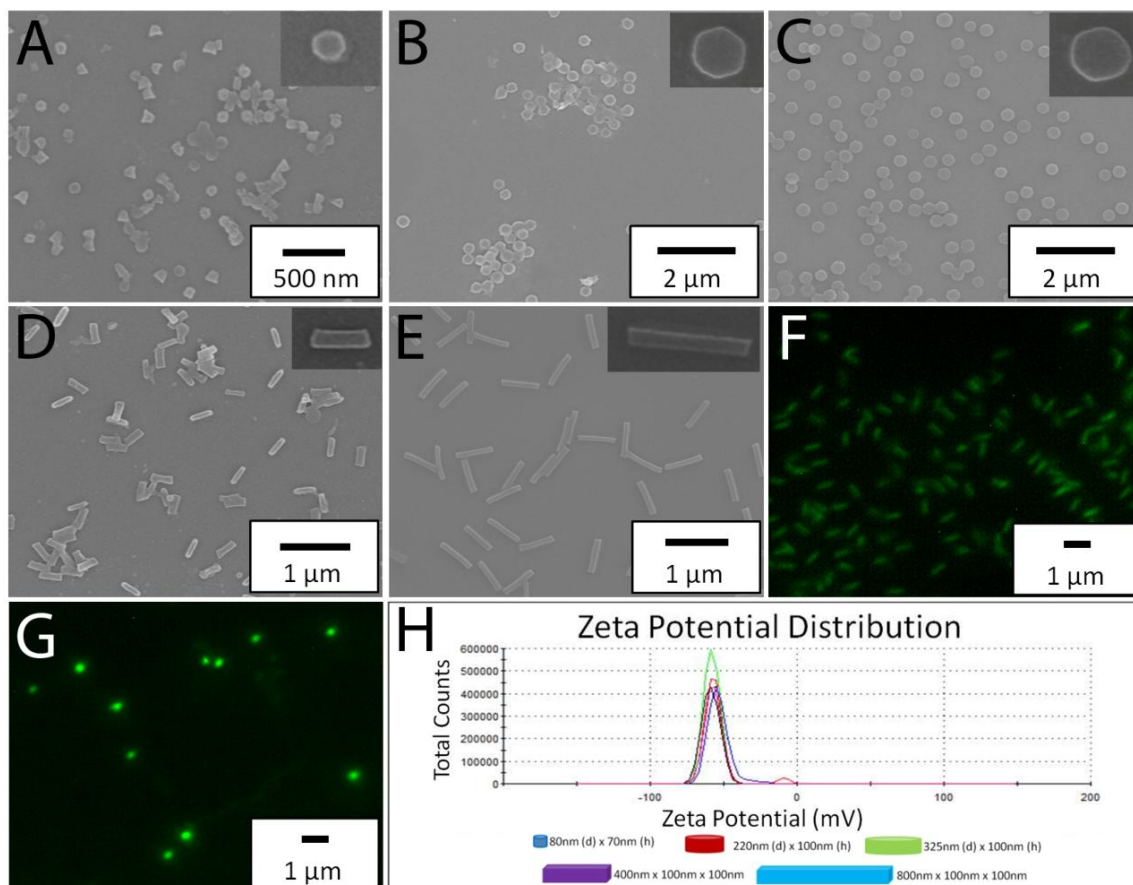 A
B
C
500 nm
2 µm
2 µm
D
E
F
1 µm
1 µm
1 µm
G
H
Zeta Potential Distribution
Total Counts
600000
500000
400000
300000
200000
100000
0
-100
0
100
200
Zeta Potential (mV)
1 µm
80nm (d) x 70nm (h)
220nm (d) x 100nm (h)
325nm (d) x 100nm (h)
400nm x 100nm x 100nm
800nm x 100nm x 100nm